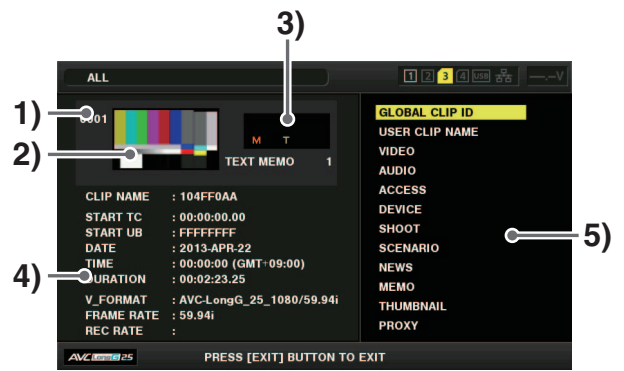 3)
ALL
1 2 3 4 USB --.-V
1)
0001
M T
2)
TEXT MEMO 1
CLIP NAME : 104FF0AA
START TC : 00:00:00.00
START UB : FFFFFFFF
DATE : 2013-APR-22
TIME : 00:00:00 (GMT+09:00)
4)
DURATION : 00:02:23.25
V_FORMAT : AVC-LongG_25_1080/59.94i
FRAME RATE : 59.94i
REC RATE :
GLOBAL CLIP ID
USER CLIP NAME
VIDEO
AUDIO
ACCESS
DEVICE
SHOOT
5)
SCENARIO
NEWS
MEMO
THUMBNAIL
PROXY
AVC LongG 25
PRESS [EXIT] BUTTON TO EXIT